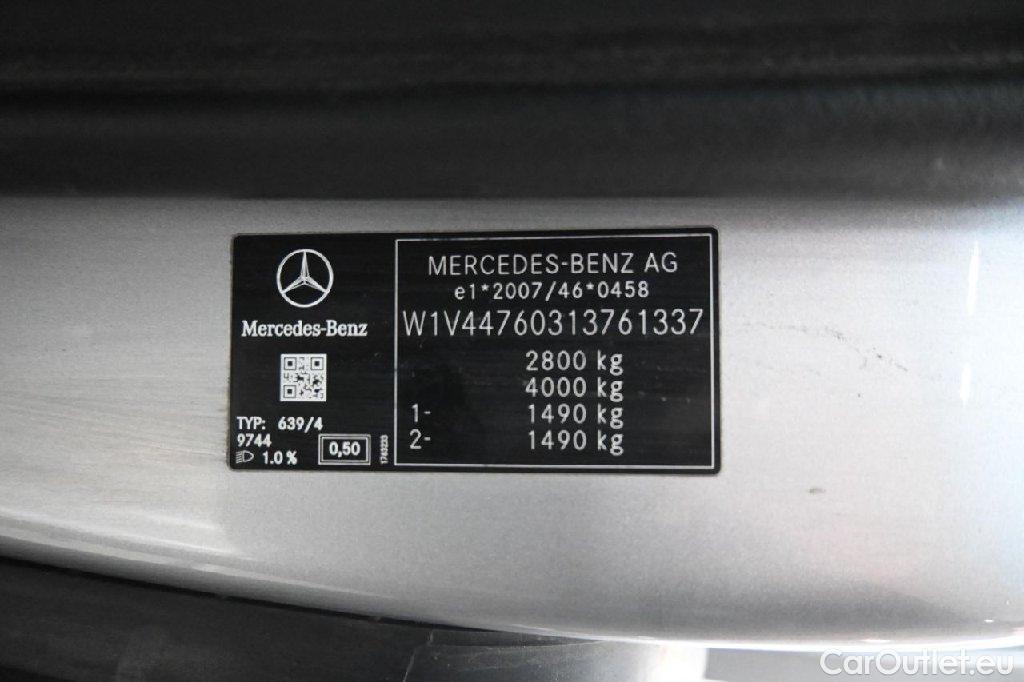 Mercedes-Benz
TYP: 639/4
9744
1.0 %
0,50
1743233
MERCEDES-BENZ AG
e1*2007/46*0458
W1V44760313761337
2800 kg
4000 kg
1- 1490 kg
2- 1490 kg
CarOutlet.eu